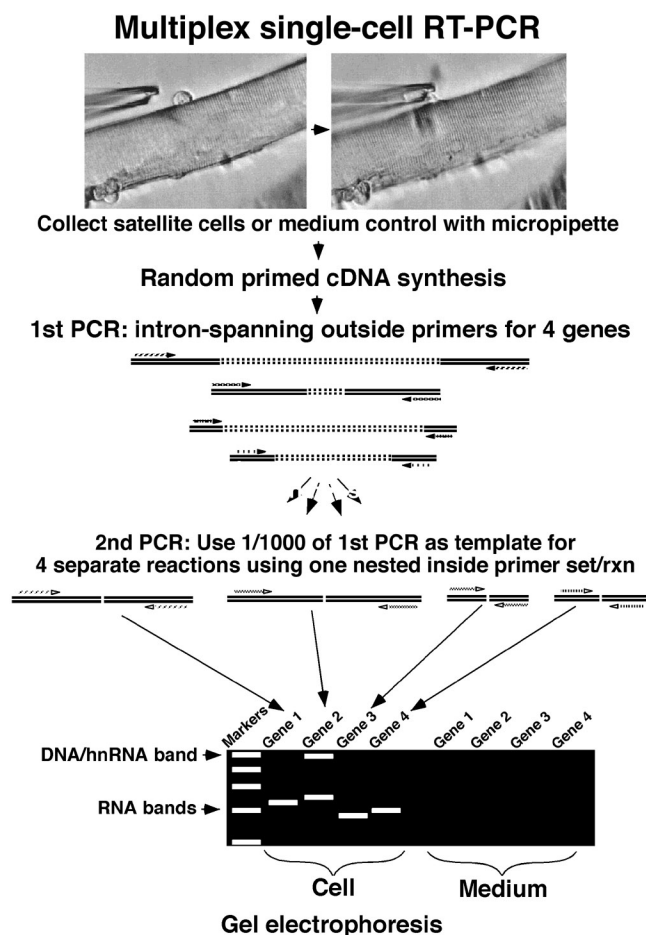 Multiplex single-cell RT-PCR
Collect satellite cells or medium control with micropipette
Random primed cDNA synthesis
1st PCR: intron-spanning outside primers for 4 genes
2nd PCR: Use 1/1000 of 1st PCR as template for
4 separate reactions using one nested inside primer set/rxn
Markers
Gene 1
Gene 2
Gene 3
Gene 4
Gene 1
Gene 2
Gene 3
Gene 4
DNA/hnRNA band
RNA bands
Cell
Medium
Gel electrophoresis